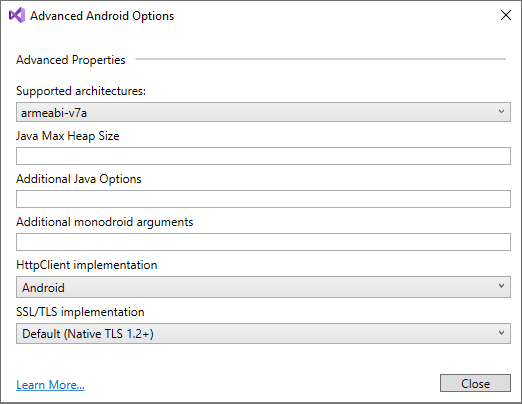 Advanced Android Options
Advanced Properties
Supported architectures:
armeabi-v7a
Java Max Heap Size
Additional Java Options
Additional monodroid arguments
HttpClient implementation
Android
SSL/TLS implementation
Default (Native TLS 1.2+)
Learn More...
Close